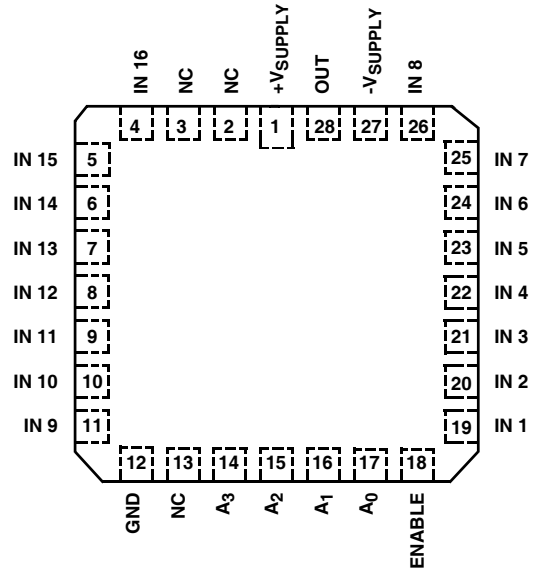 IN 16
NC
NC
+VSUPPLY
OUT
-VSUPPLY
IN 8
4
3
2
1
28
27
26
IN 15
5
25
IN 7
IN 14
6
24
IN 6
IN 13
7
23
IN 5
IN 12
8
22
IN 4
IN 11
9
21
IN 3
IN 10
10
20
IN 2
IN 9
11
19
IN 1
12
13
14
15
16
17
18
GND
NC
A3
A2
A1
A0
ENABLE